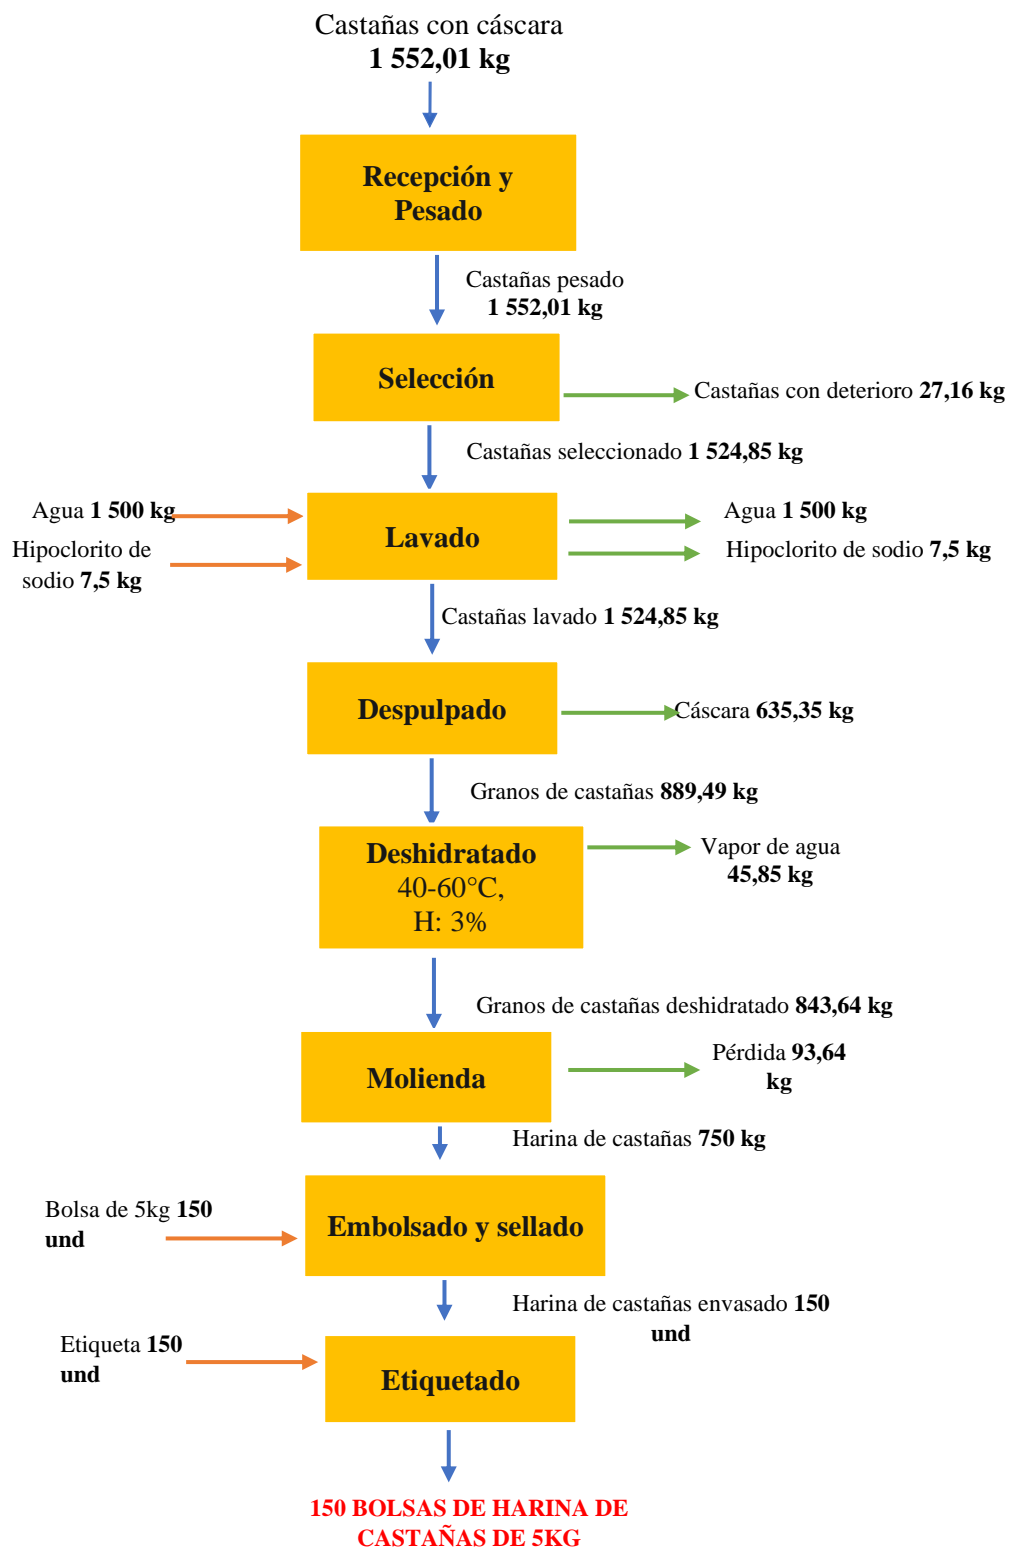 Castañas con cáscara
1 552,01 kg
Recepción y
Pesado
Castañas pesado
1 552,01 kg
Selección
Castañas con deterioro 27,16 kg
Castañas seleccionado 1 524,85 kg
Agua 1 500 kg
Hipoclorito de
sodio 7,5 kg
Lavado
Agua 1 500 kg
Hipoclorito de sodio 7,5 kg
Castañas lavado 1 524,85 kg
Despulpado
Cáscara 635,35 kg
Granos de castañas 889,49 kg
Deshidratado
40-60°C,
H: 3%
Vapor de agua
45,85 kg
Granos de castañas deshidratado 843,64 kg
Molienda
Pérdida 93,64
kg
Harina de castañas 750 kg
Bolsa de 5kg 150
und
Embolsado y sellado
Harina de castañas envasado 150
und
Etiqueta 150
und
Etiquetado
150 BOLSAS DE HARINA DE
CASTAÑAS DE 5KG